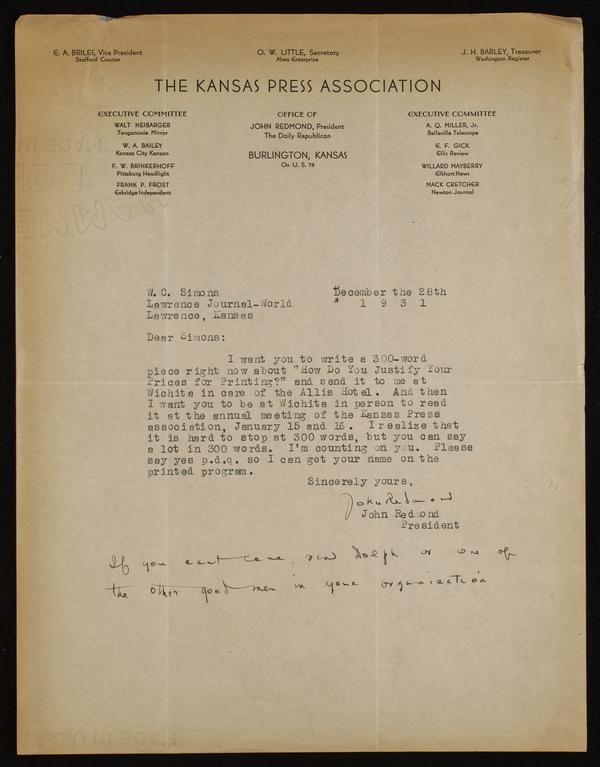 E. A. BRILES, Vice President
Stafford Courier
O. W. LITTLE, Secretary
Alma Enterprise
J. H. BARLEY, Treasurer
Washington Register
THE KANSAS PRESS ASSOCIATION
EXECUTIVE COMMITTEE
WALT NEIBARGER
Tonganoxie Mirror
W. A. BAILEY
Kansas City Kansan
F. W. BRINKERHOFF
Pittsburg Headlight
FRANK P. FROST
Eskridge Independent
OFFICE OF
JOHN REDMOND, President
The Daily Republican
BURLINGTON, KANSAS
On U. S. 75
EXECUTIVE COMMITTEE
A. Q. MILLER, Jr.
Belleville Telescope
E. F. GICK
Ellis Review
WILLARD MAYBERRY
Elkhart News
MACK CRETCHER
Newton Journal
W. C. Simons
Lawrence Journal-World
Lawrence, Kansas
December the 28th
* 1 9 3 1
Dear Simons:
I want you to write a 300-word
piece right now about "How Do You Justify Your
Prices for Printing?" and send it to me at
Wichita in care of the Allis Hotel. And then
I want you to be at Wichita in person to read
it at the annual meeting of the Kansas Press
association, January 15 and 16. I realize that
it is hard to stop at 300 words, but you can say
a lot in 300 words. I'm counting on you. Please
say yes p.d.q. so I can get your name on the
printed program.
Sincerely yours,
John Redmond
John Redmond
President
If you cant come, send Dolph or one of
the other good men in your organization